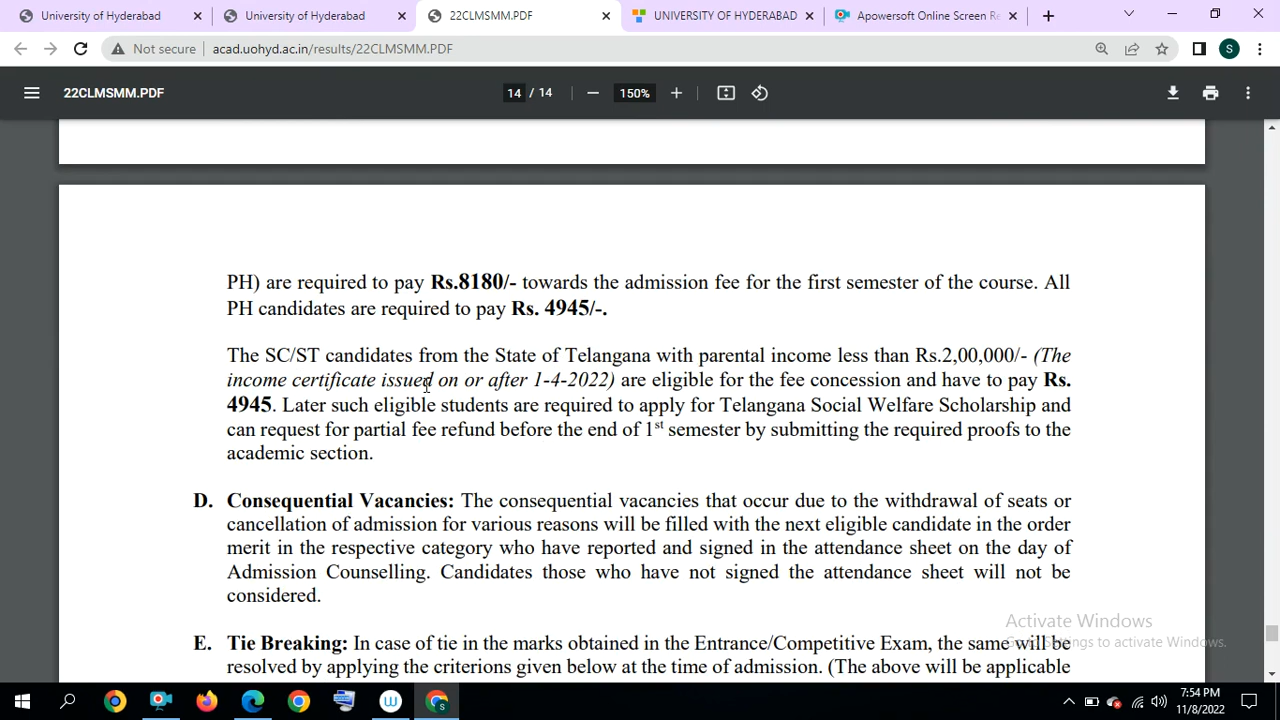 University of Hyderabad
University of Hyderabad
22CLMSMM.PDF
UNIVERSITY OF HYDERABAD
Apowersoft Online Screen Re
Not secure
acad.uohyd.ac.in/results/22CLMSMM.PDF
S
22CLMSMM.PDF
14 / 14
150%
PH) are required to pay Rs.8180/- towards the admission fee for the first semester of the course. All
PH candidates are required to pay Rs. 4945/-.
The SC/ST candidates from the State of Telangana with parental income less than Rs.2,00,000/- (The
income certificate issued on or after 1-4-2022) are eligible for the fee concession and have to pay Rs.
4945. Later such eligible students are required to apply for Telangana Social Welfare Scholarship and
can request for partial fee refund before the end of 1st semester by submitting the required proofs to the
academic section.
D. Consequential Vacancies: The consequential vacancies that occur due to the withdrawal of seats or
cancellation of admission for various reasons will be filled with the next eligible candidate in the order
merit in the respective category who have reported and signed in the attendance sheet on the day of
Admission Counselling. Candidates those who have not signed the attendance sheet will not be
considered.
Activate Windows
Go to Settings to activate Windows.
E. Tie Breaking: In case of tie in the marks obtained in the Entrance/Competitive Exam, the same will be
resolved by applying the criterions given below at the time of admission. (The above will be applicable
7:54 PM
11/8/2022